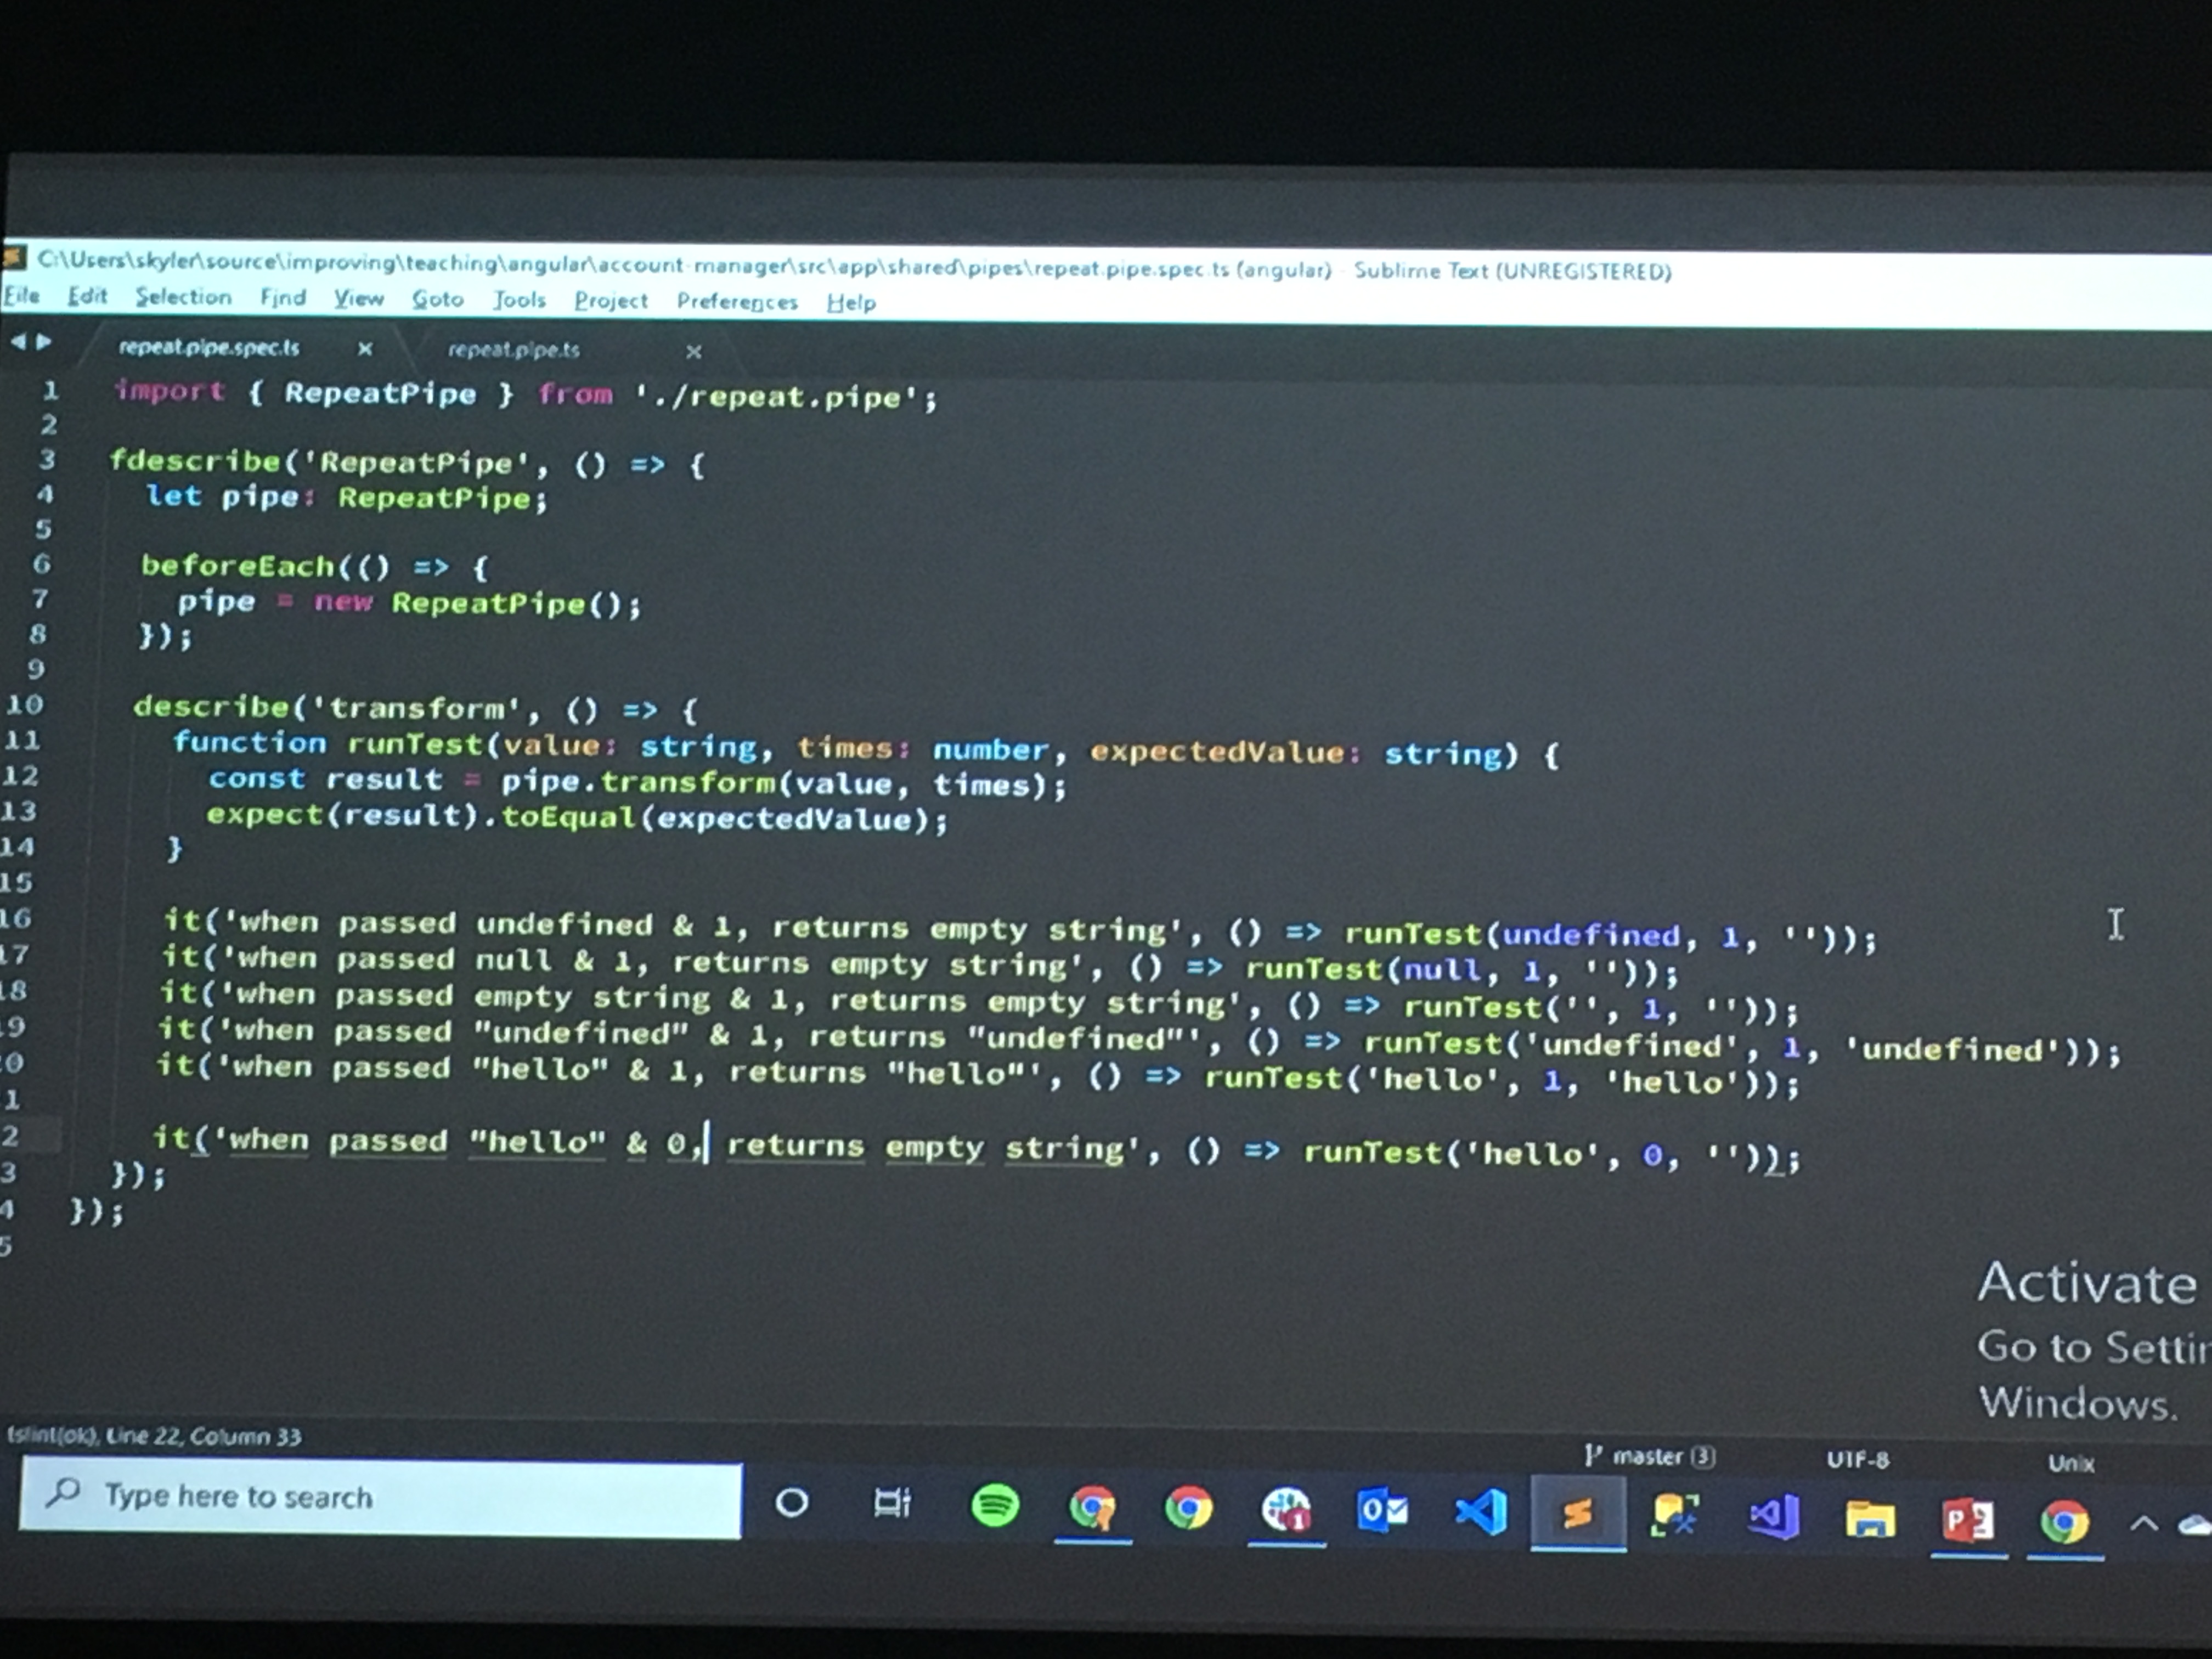 C:\Users\skyler\source\improving\teaching\angular\account-manager\src\app\shared\pipes\repeat.pipe.spec.ts (angular) - Sublime Text (UNREGISTERED)
File Edit Selection Find View Goto Tools Project Preferences Help
repeat.pipe.spec.ts × repeat.pipe.ts ×
1 import { RepeatPipe } from './repeat.pipe';
2
3 fdescribe('RepeatPipe', () => {
4 let pipe: RepeatPipe;
5
6 beforeEach(() => {
7 pipe = new RepeatPipe();
8 });
9
10 describe('transform', () => {
11 function runTest(value: string, times: number, expectedValue: string) {
12 const result = pipe.transform(value, times);
13 expect(result).toEqual(expectedValue);
14 }
15
16 it('when passed undefined & 1, returns empty string', () => runTest(undefined, 1, ''));
17 it('when passed null & 1, returns empty string', () => runTest(null, 1, ''));
18 it('when passed empty string & 1, returns empty string', () => runTest('', 1, ''));
9 it('when passed "undefined" & 1, returns "undefined"', () => runTest('undefined', 1, 'undefined'));
0 it('when passed "hello" & 1, returns "hello"', () => runTest('hello', 1, 'hello'));
1
2 it('when passed "hello" & 0, returns empty string', () => runTest('hello', 0, ''));
3 });
4 });
5
Activate
Go to Settin
Windows.
tslint(ok), Line 22, Column 33 master (3) UTF-8 Unix
Type here to search